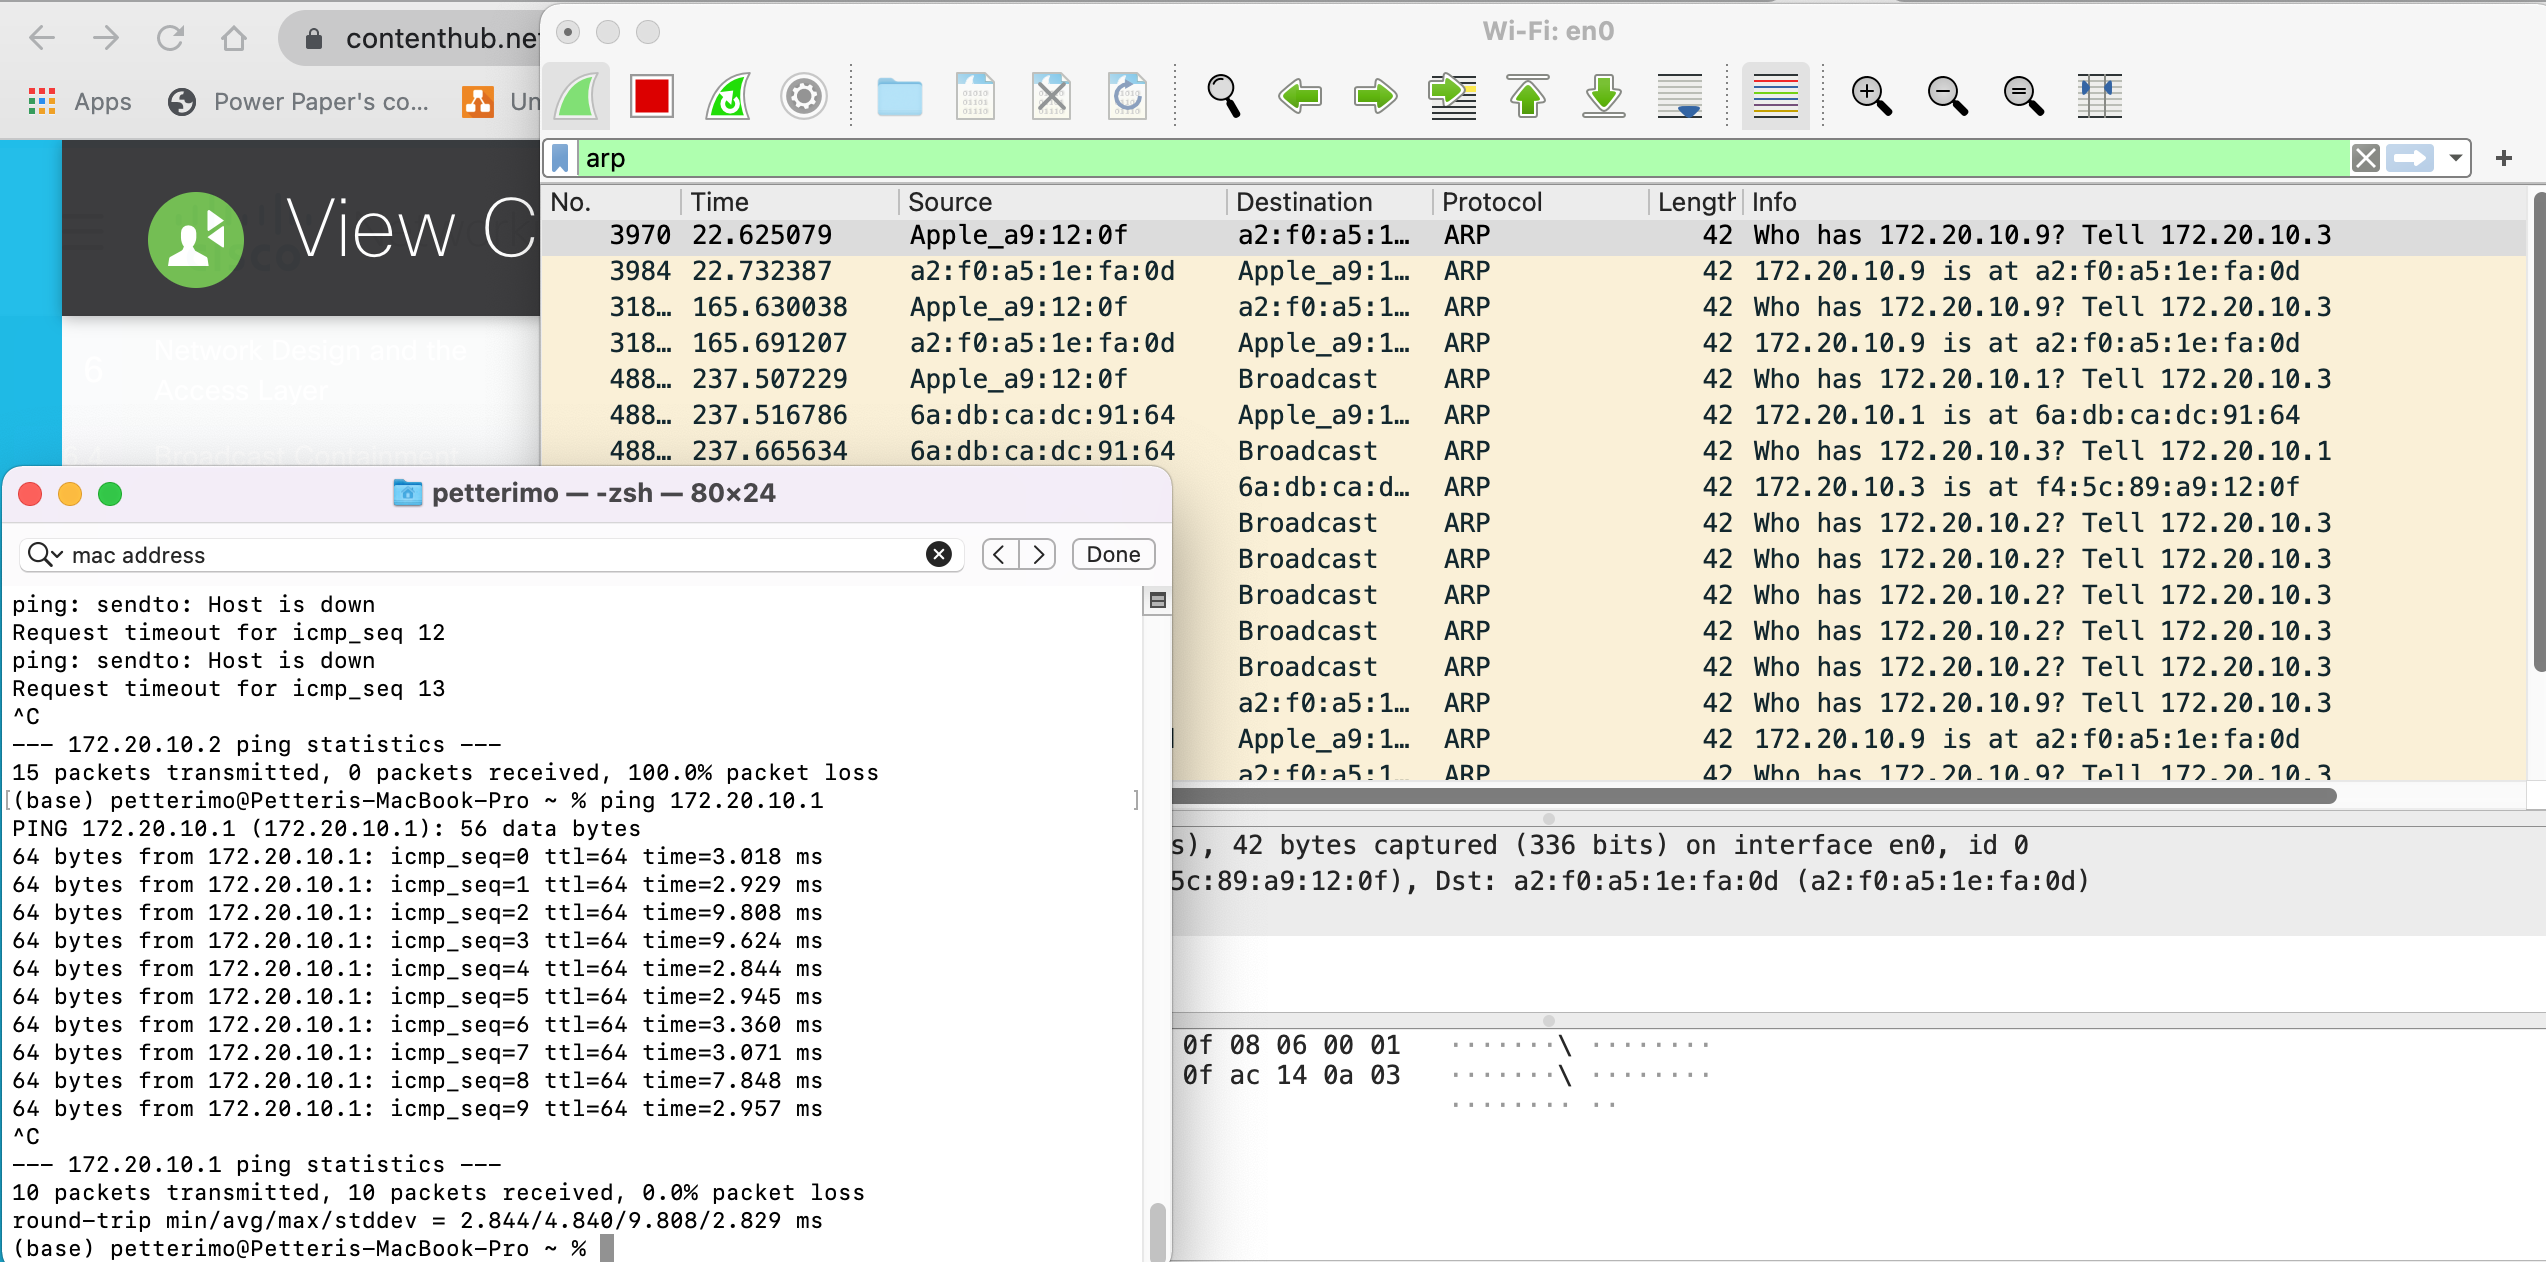 contenthub.ne
Apps
Power Paper's co...
Un
View C
6
Network Design and the
Access Layer
Broadcast Containment
Wi-Fi: en0
arp
+
No. Time Source Destination Protocol Length Info
3970 22.625079 Apple_a9:12:0f a2:f0:a5:1… ARP 42 Who has 172.20.10.9? Tell 172.20.10.3
3984 22.732387 a2:f0:a5:1e:fa:0d Apple_a9:1… ARP 42 172.20.10.9 is at a2:f0:a5:1e:fa:0d
318… 165.630038 Apple_a9:12:0f a2:f0:a5:1… ARP 42 Who has 172.20.10.9? Tell 172.20.10.3
318… 165.691207 a2:f0:a5:1e:fa:0d Apple_a9:1… ARP 42 172.20.10.9 is at a2:f0:a5:1e:fa:0d
488… 237.507229 Apple_a9:12:0f Broadcast ARP 42 Who has 172.20.10.1? Tell 172.20.10.3
488… 237.516786 6a:db:ca:dc:91:64 Apple_a9:1… ARP 42 172.20.10.1 is at 6a:db:ca:dc:91:64
488… 237.665634 6a:db:ca:dc:91:64 Broadcast ARP 42 Who has 172.20.10.3? Tell 172.20.10.1
6a:db:ca:d… ARP 42 172.20.10.3 is at f4:5c:89:a9:12:0f
Broadcast ARP 42 Who has 172.20.10.2? Tell 172.20.10.3
Broadcast ARP 42 Who has 172.20.10.2? Tell 172.20.10.3
Broadcast ARP 42 Who has 172.20.10.2? Tell 172.20.10.3
Broadcast ARP 42 Who has 172.20.10.2? Tell 172.20.10.3
Broadcast ARP 42 Who has 172.20.10.2? Tell 172.20.10.3
a2:f0:a5:1… ARP 42 Who has 172.20.10.9? Tell 172.20.10.3
Apple_a9:1… ARP 42 172.20.10.9 is at a2:f0:a5:1e:fa:0d
a2:f0:a5:1… ARP 42 Who has 172.20.10.9? Tell 172.20.10.3
s), 42 bytes captured (336 bits) on interface en0, id 0
5c:89:a9:12:0f), Dst: a2:f0:a5:1e:fa:0d (a2:f0:a5:1e:fa:0d)
0f 08 06 00 01 ·······\ ········
0f ac 14 0a 03 ·······\ ········
········ ··
petterimo — -zsh — 80×24
mac address
Done
ping: sendto: Host is down
Request timeout for icmp_seq 12
ping: sendto: Host is down
Request timeout for icmp_seq 13
^C
--- 172.20.10.2 ping statistics ---
15 packets transmitted, 0 packets received, 100.0% packet loss
[(base) petterimo@Petteris-MacBook-Pro ~ % ping 172.20.10.1 ]
PING 172.20.10.1 (172.20.10.1): 56 data bytes
64 bytes from 172.20.10.1: icmp_seq=0 ttl=64 time=3.018 ms
64 bytes from 172.20.10.1: icmp_seq=1 ttl=64 time=2.929 ms
64 bytes from 172.20.10.1: icmp_seq=2 ttl=64 time=9.808 ms
64 bytes from 172.20.10.1: icmp_seq=3 ttl=64 time=9.624 ms
64 bytes from 172.20.10.1: icmp_seq=4 ttl=64 time=2.844 ms
64 bytes from 172.20.10.1: icmp_seq=5 ttl=64 time=2.945 ms
64 bytes from 172.20.10.1: icmp_seq=6 ttl=64 time=3.360 ms
64 bytes from 172.20.10.1: icmp_seq=7 ttl=64 time=3.071 ms
64 bytes from 172.20.10.1: icmp_seq=8 ttl=64 time=7.848 ms
64 bytes from 172.20.10.1: icmp_seq=9 ttl=64 time=2.957 ms
^C
--- 172.20.10.1 ping statistics ---
10 packets transmitted, 10 packets received, 0.0% packet loss
round-trip min/avg/max/stddev = 2.844/4.840/9.808/2.829 ms
(base) petterimo@Petteris-MacBook-Pro ~ %